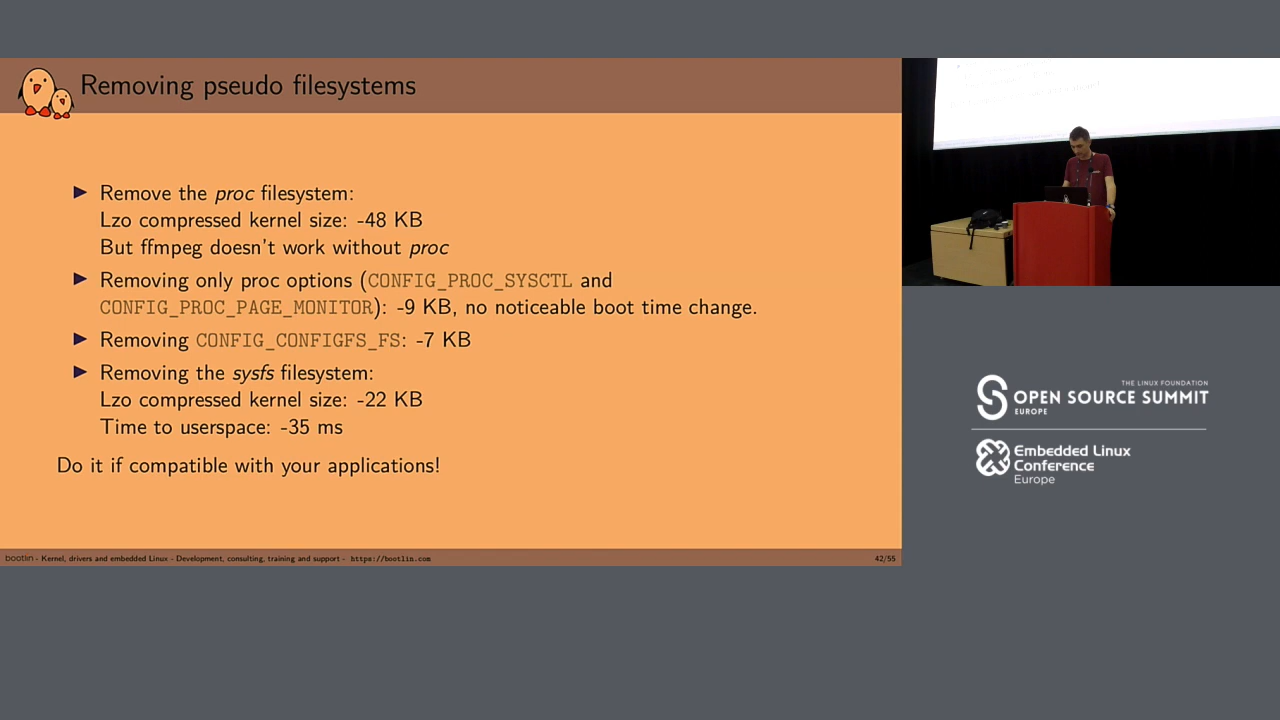 Removing pseudo filesystems
▶ Remove the proc filesystem:
Lzo compressed kernel size: -48 KB
But ffmpeg doesn't work without proc
▶ Removing only proc options (CONFIG_PROC_SYSCTL and
CONFIG_PROC_PAGE_MONITOR): -9 KB, no noticeable boot time change.
▶ Removing CONFIG_CONFIGFS_FS: -7 KB
▶ Removing the sysfs filesystem:
Lzo compressed kernel size: -22 KB
Time to userspace: -35 ms
Do it if compatible with your applications!
bootlin - Kernel, drivers and embedded Linux - Development, consulting, training and support - https://bootlin.com
42/55
THE LINUX FOUNDATION
OPEN SOURCE SUMMIT
EUROPE
Embedded Linux
Conference
Europe